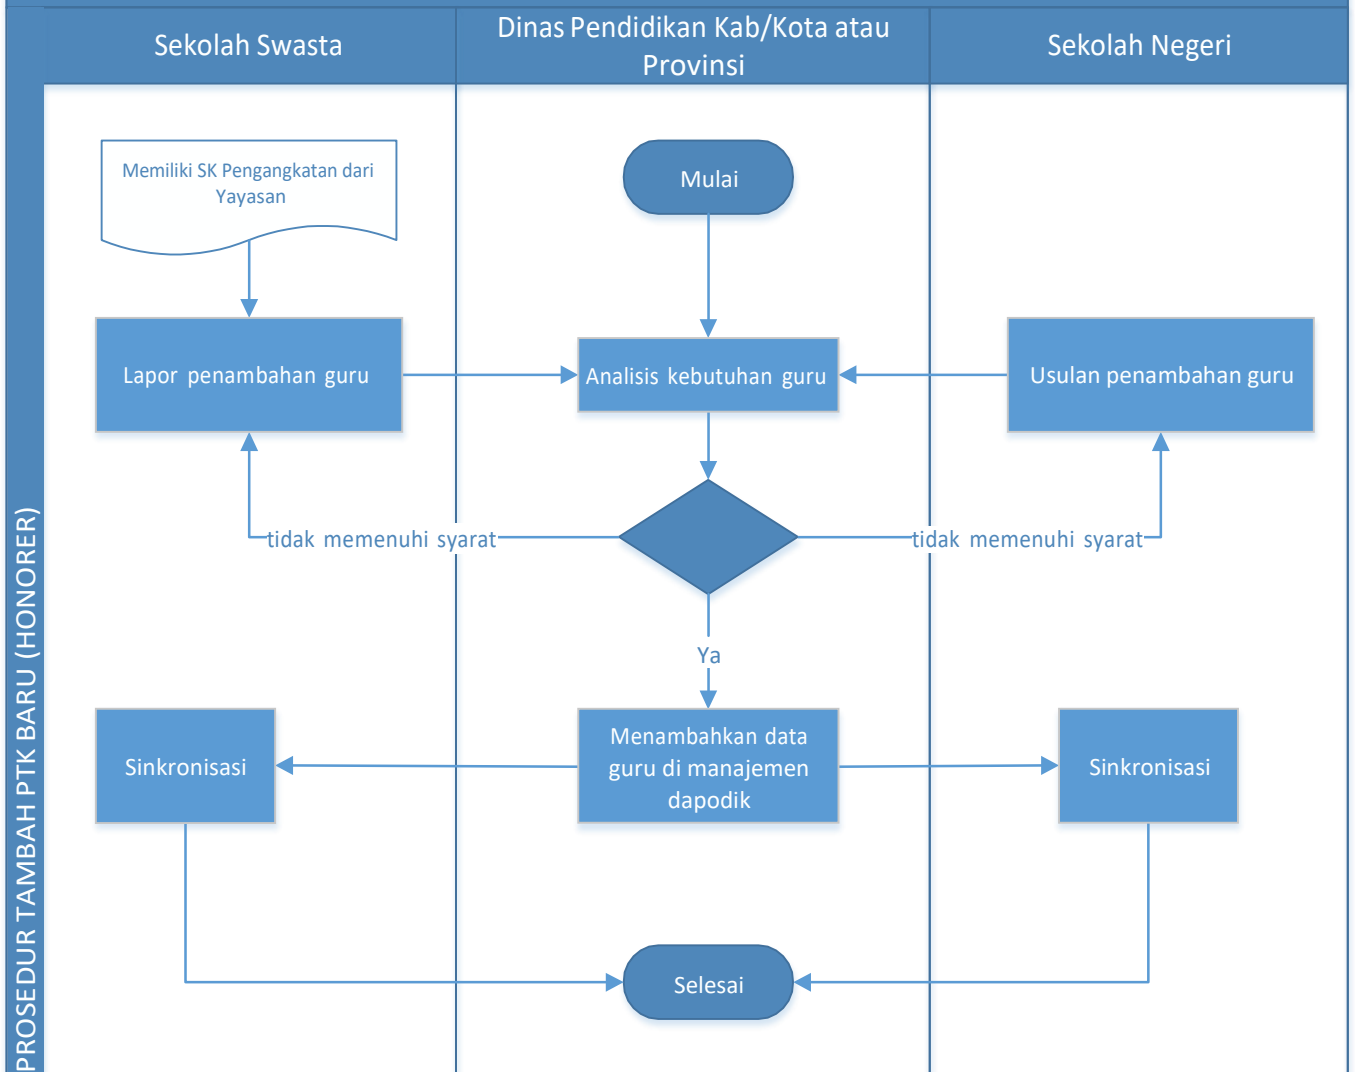 Sekolah Swasta
Dinas Pendidikan Kab/Kota atau
Provinsi
Sekolah Negeri
PROSEDUR TAMBAH PTK BARU (HONORER)
Memiliki SK Pengangkatan dari
Yayasan
Mulai
Lapor penambahan guru
Analisis kebutuhan guru
Usulan penambahan guru
tidak memenuhi syarat
tidak memenuhi syarat
Ya
Sinkronisasi
Menambahkan data
guru di manajemen
dapodik
Sinkronisasi
Selesai